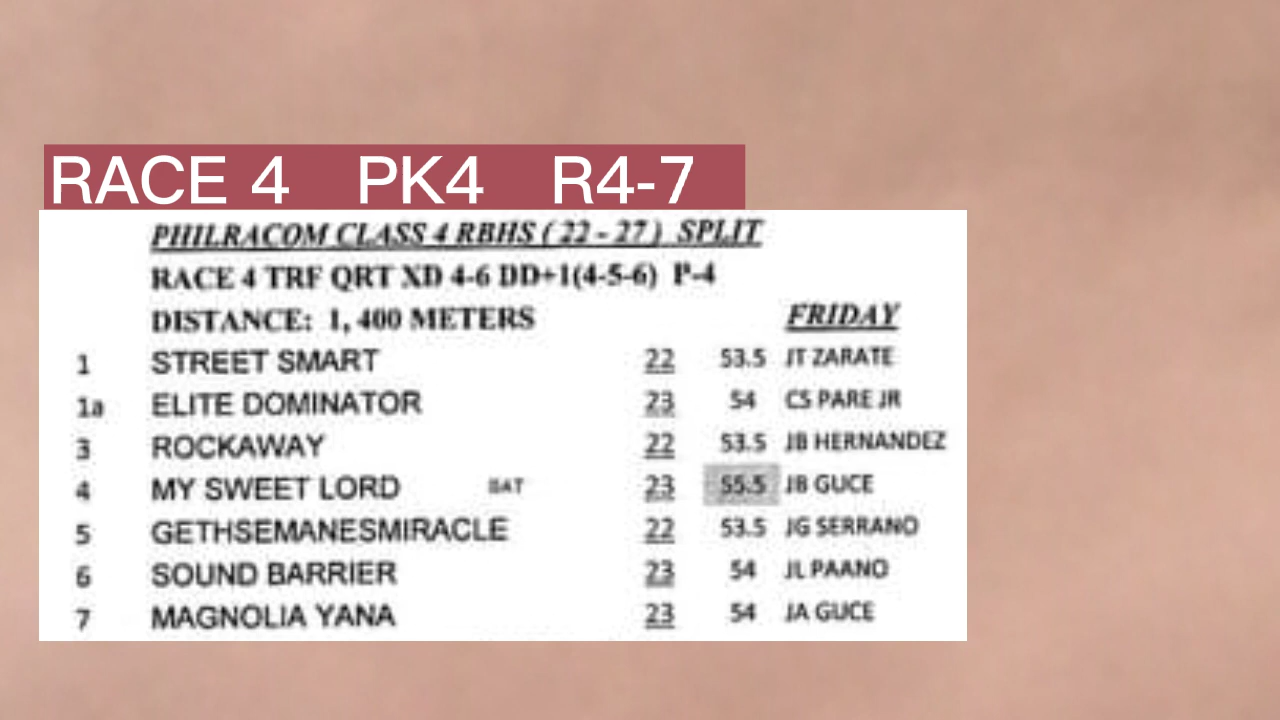 RACE 4 PK4 R4-7
PHILRACOM CLASS 4 RBHS ( 22 - 27 ) SPLIT
RACE 4 TRF QRT XD 4-6 DD+1(4-5-6) P-4
DISTANCE: 1, 400 METERS FRIDAY
1 STREET SMART 22 53.5 JT ZARATE
1a ELITE DOMINATOR 23 54 CS PARE JR
3 ROCKAWAY 22 53.5 JB HERNANDEZ
4 MY SWEET LORD 23 55.5 JB GUCE
5 GETHSEMANESMIRACLE 22 53.5 JG SERRANO
6 SOUND BARRIER 23 54 JL PAANO
7 MAGNOLIA YANA 23 54 JA GUCE